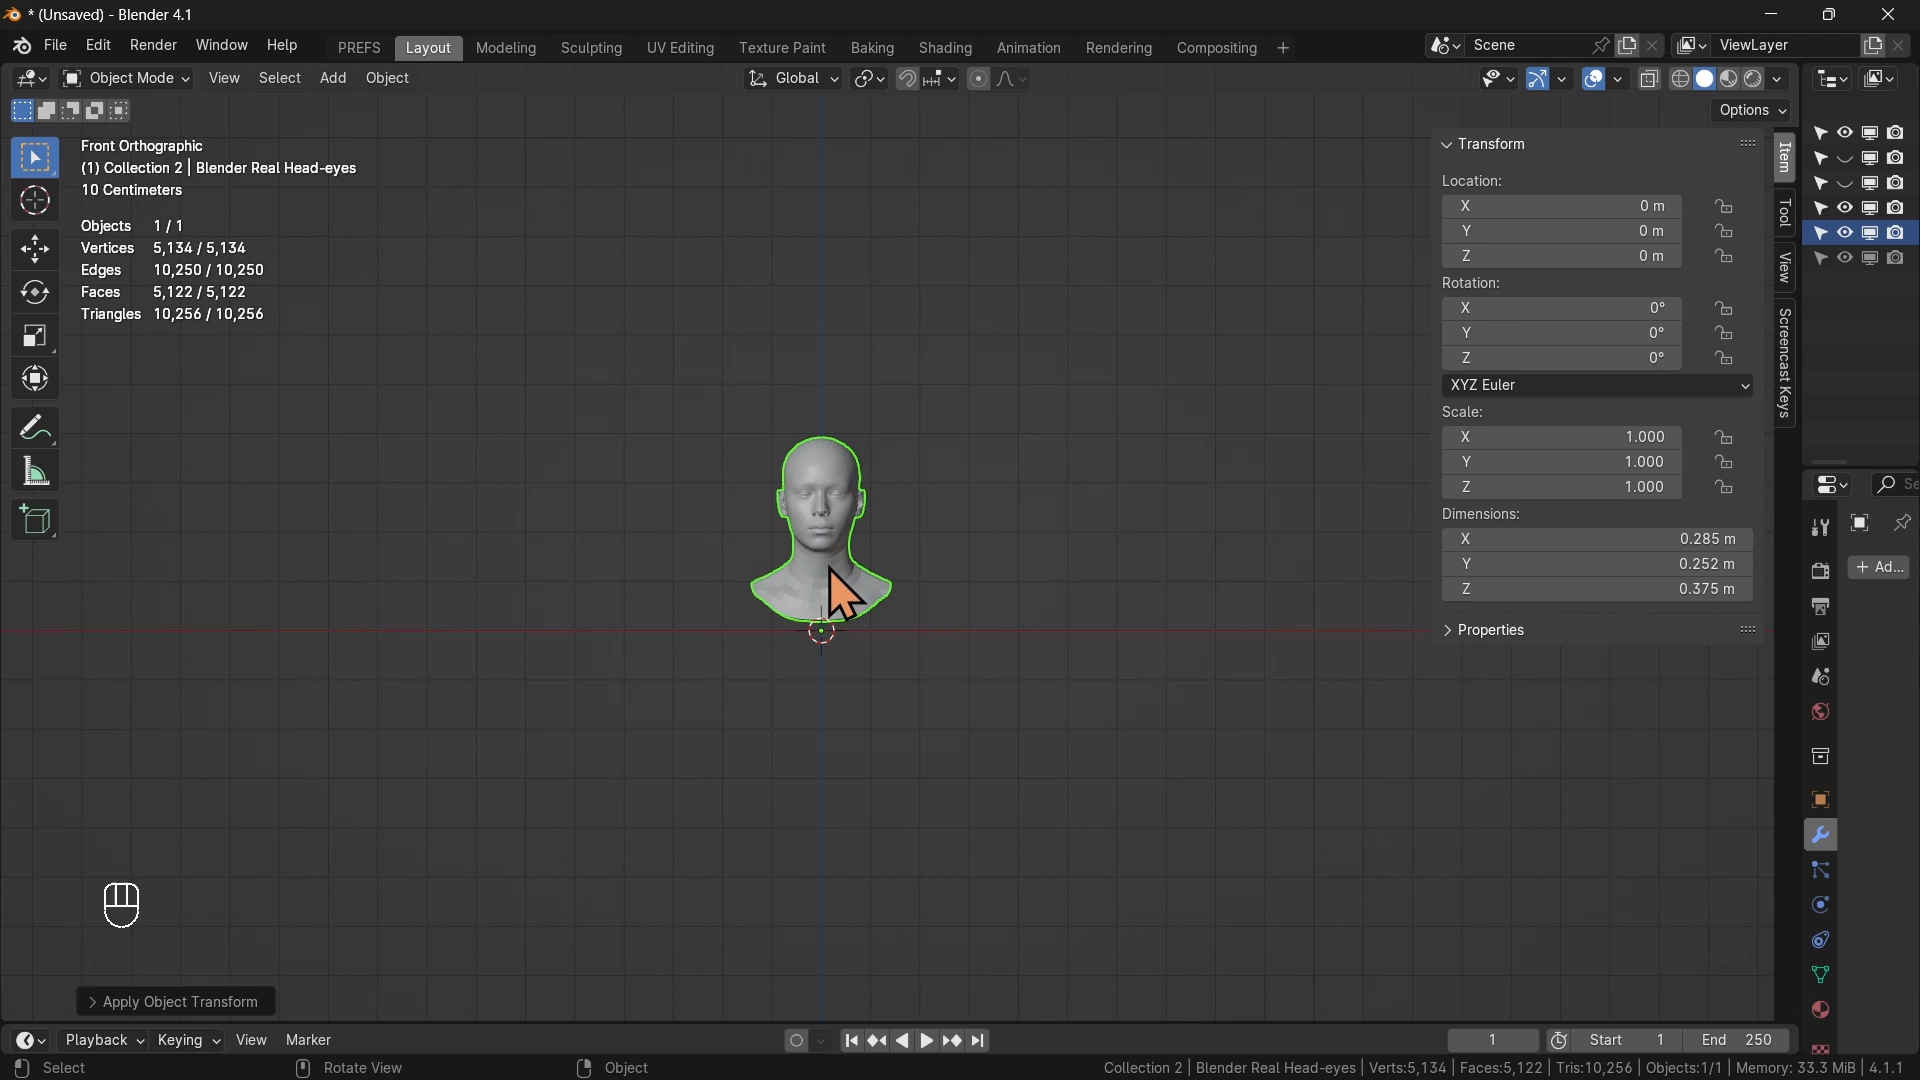 * (Unsaved) - Blender 4.1
File Edit Render Window Help PREFS Layout Modeling Sculpting UV Editing Texture Paint Baking Shading Animation Rendering Compositing + Scene ViewLayer
Object Mode View Select Add Object Global
Options
Front Orthographic
(1) Collection 2 | Blender Real Head-eyes
10 Centimeters
Objects 1 / 1
Vertices 5,134 / 5,134
Edges 10,250 / 10,250
Faces 5,122 / 5,122
Triangles 10,256 / 10,256
Transform
Location:
X 0 m
Y 0 m
Z 0 m
Rotation:
X 0°
Y 0°
Z 0°
XYZ Euler
Scale:
X 1.000
Y 1.000
Z 1.000
Dimensions:
X 0.285 m
Y 0.252 m
Z 0.375 m
Properties
Item
Tool
View
Screencast Keys
Se
+ Ad...
Apply Object Transform
Playback Keying View Marker 1 Start 1 End 250
Select Rotate View Object Collection 2 | Blender Real Head-eyes | Verts:5,134 | Faces:5,122 | Tris:10,256 | Objects:1/1 | Memory: 33.3 MiB | 4.1.1